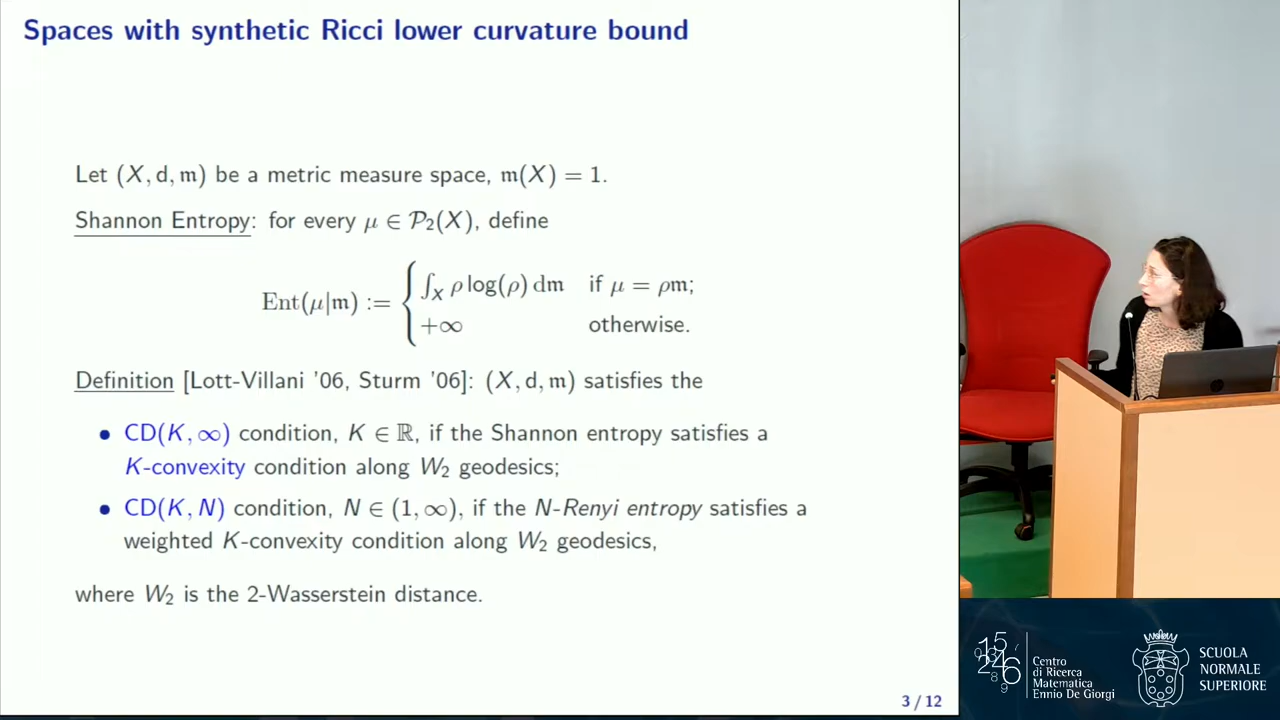 Spaces with synthetic Ricci lower curvature bound
Let (X, d, 𝔪) be a metric measure space, 𝔪(X) = 1.
Shannon Entropy: for every μ ∈ 𝒫₂(X), define
Ent(μ|𝔪) := { ∫_X ρ log(ρ) d𝔪 if μ = ρ𝔪;
+∞ otherwise.
Definition [Lott-Villani '06, Sturm '06]: (X, d, 𝔪) satisfies the
• CD(K, ∞) condition, K ∈ ℝ, if the Shannon entropy satisfies a
K-convexity condition along W₂ geodesics;
• CD(K, N) condition, N ∈ (1, ∞), if the N-Renyi entropy satisfies a
weighted K-convexity condition along W₂ geodesics,
where W₂ is the 2-Wasserstein distance.
3 / 12
Centro
di Ricerca
Matematica
Ennio De Giorgi
SCUOLA
NORMALE
SUPERIORE